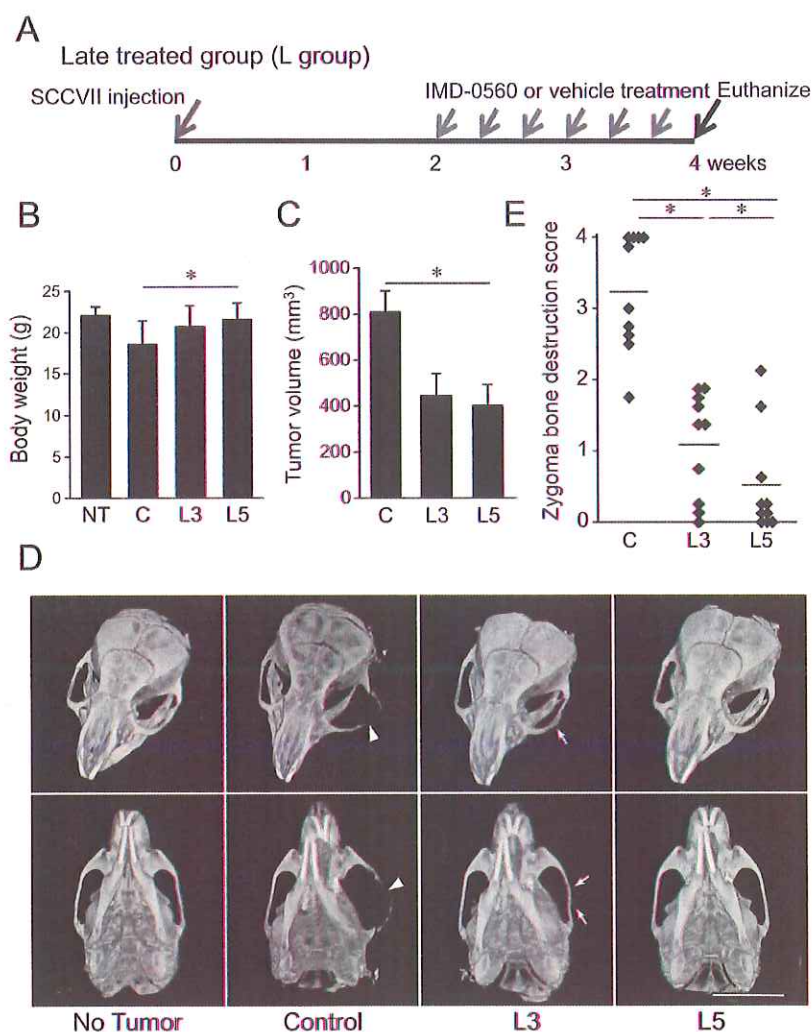 A
Late treated group (L group)
SCCVII injection
IMD-0560 or vehicle treatment Euthanize
0 1 2 3 4 weeks
B
Body weight (g)
25
20
15
10
5
0
*
NT C L3 L5
C
Tumor volume (mm³)
1000
800
600
400
200
0
*
C L3 L5
E
Zygoma bone destruction score
4
3
2
1
0
*
* *
C L3 L5
D
No Tumor Control L3 L5